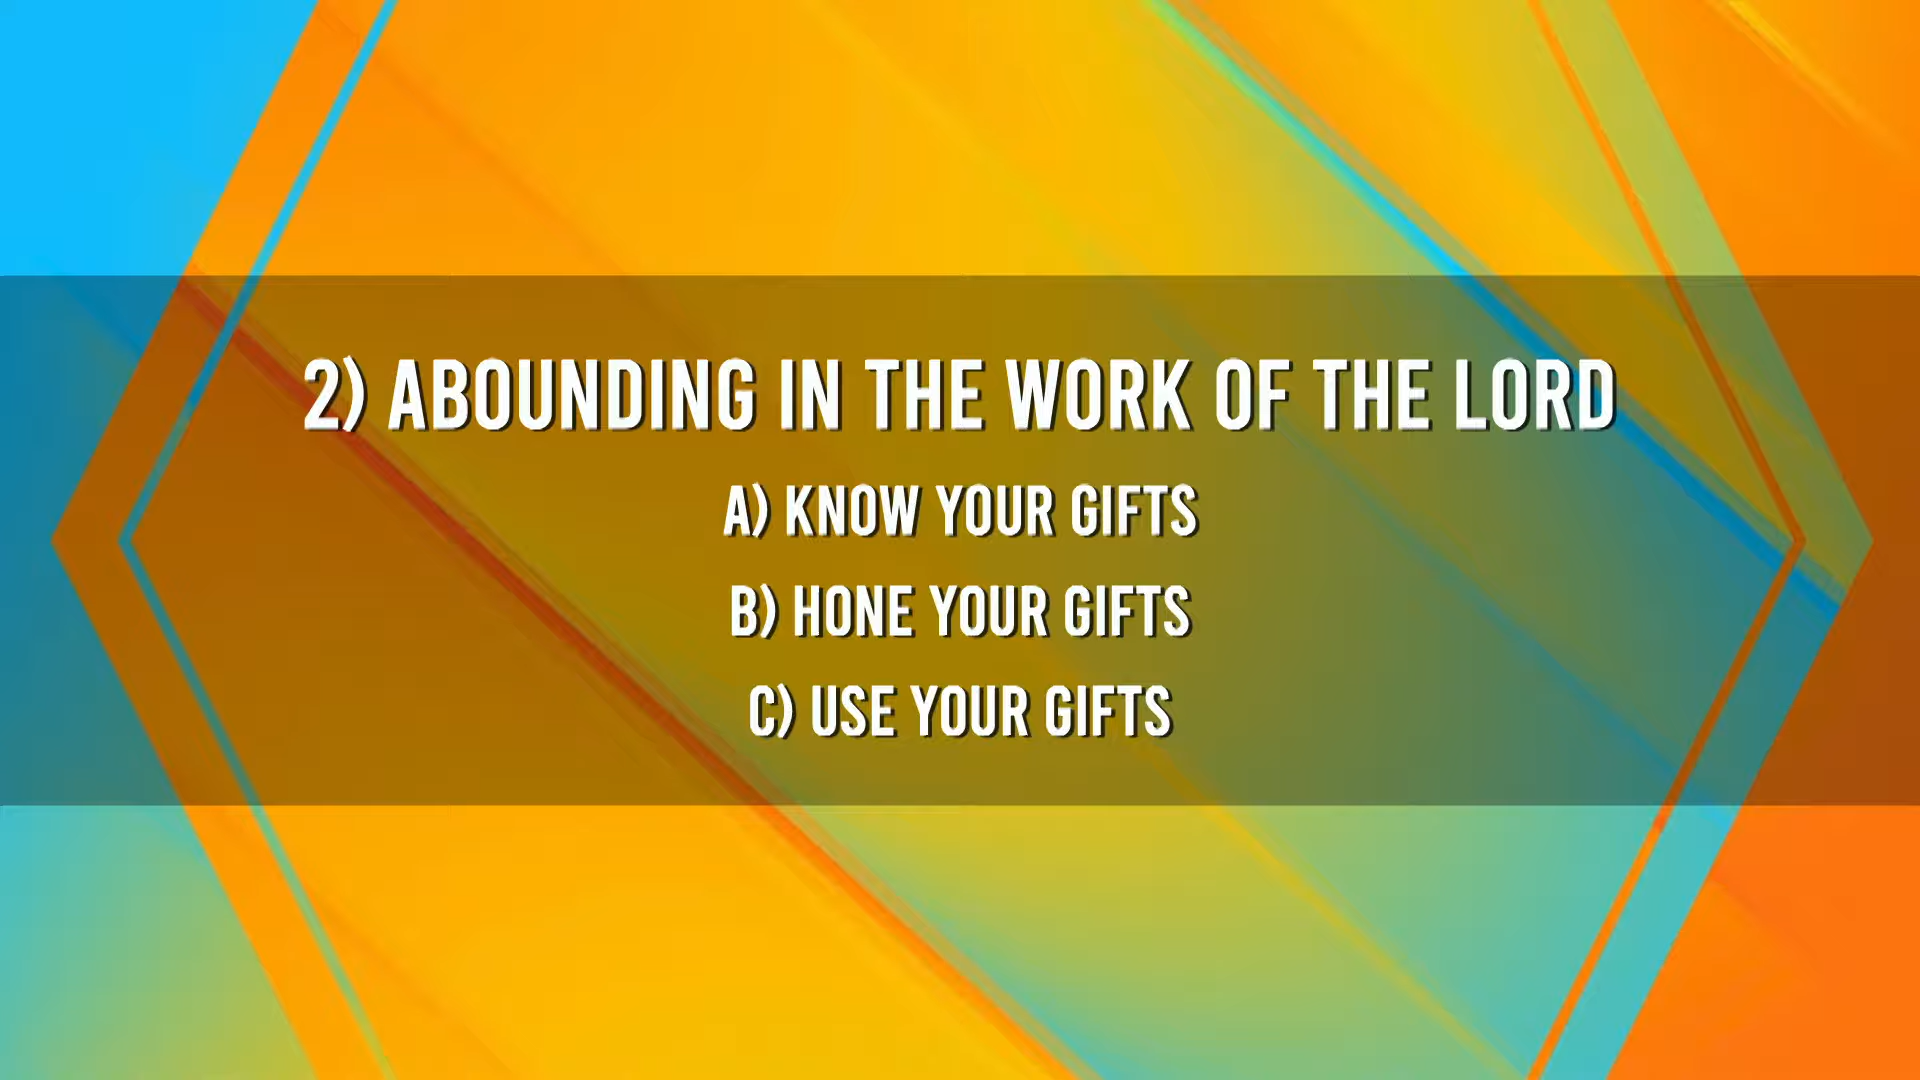 2) ABOUNDING IN THE WORK OF THE LORD
A) KNOW YOUR GIFTS
B) HONE YOUR GIFTS
C) USE YOUR GIFTS